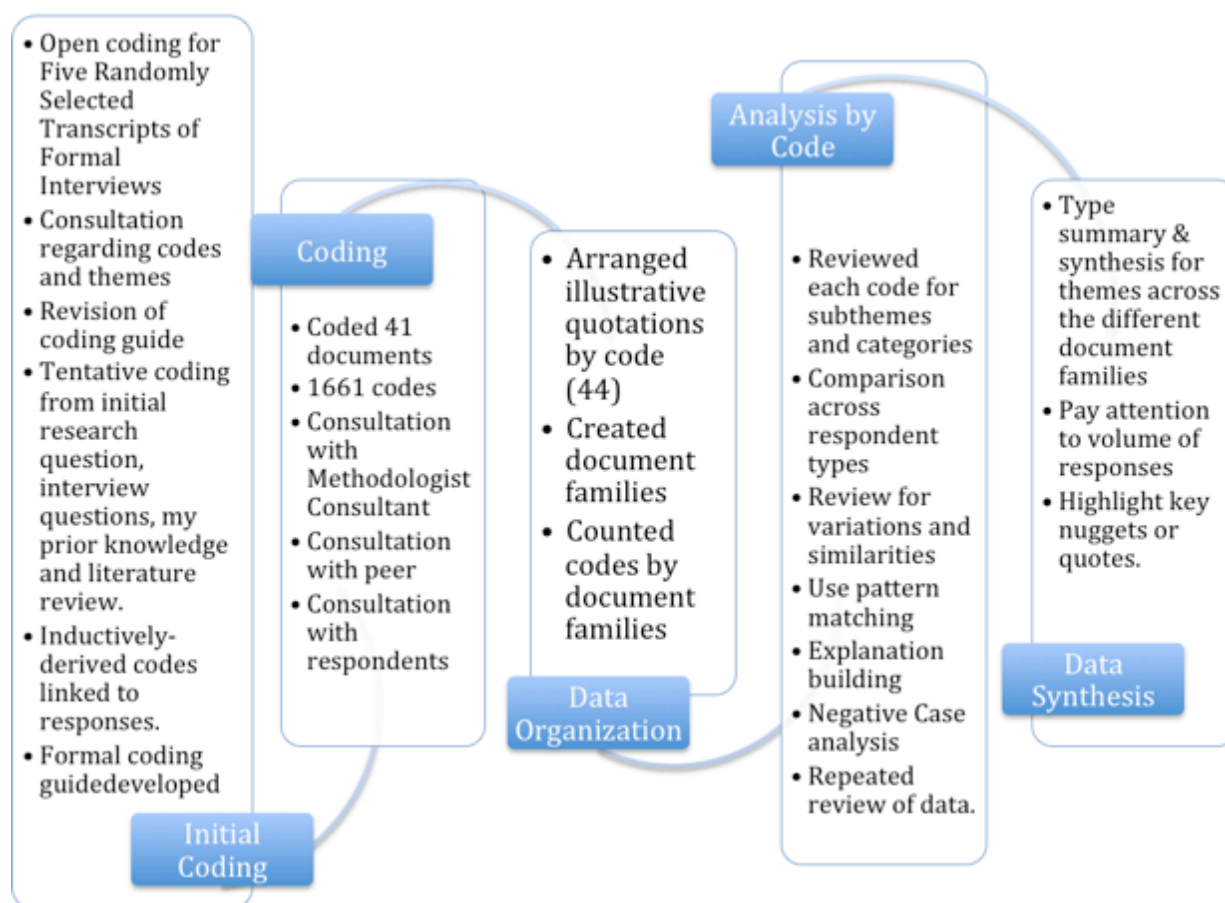 • Open coding for
Five Randomly
Selected
Transcripts of
Formal
Interviews
• Consultation
regarding codes
and themes
• Revision of
coding guide
• Tentative coding
from initial
research
question,
interview
questions, my
prior knowledge
and literature
review.
• Inductively-
derived codes
linked to
responses.
• Formal coding
guidedeveloped
Initial
Coding
Coding
• Coded 41
documents
• 1661 codes
• Consultation
with
Methodologist
Consultant
• Consultation
with peer
• Consultation
with
respondents
• Arranged
illustrative
quotations
by code
(44)
• Created
document
families
• Counted
codes by
document
families
Data
Organization
Analysis by
Code
• Reviewed
each code for
subthemes
and categories
• Comparison
across
respondent
types
• Review for
variations and
similarities
• Use pattern
matching
• Explanation
building
• Negative Case
analysis
• Repeated
review of data.
• Type
summary &
synthesis for
themes across
the different
document
families
• Pay attention
to volume of
responses
• Highlight key
nuggets or
quotes.
Data
Synthesis